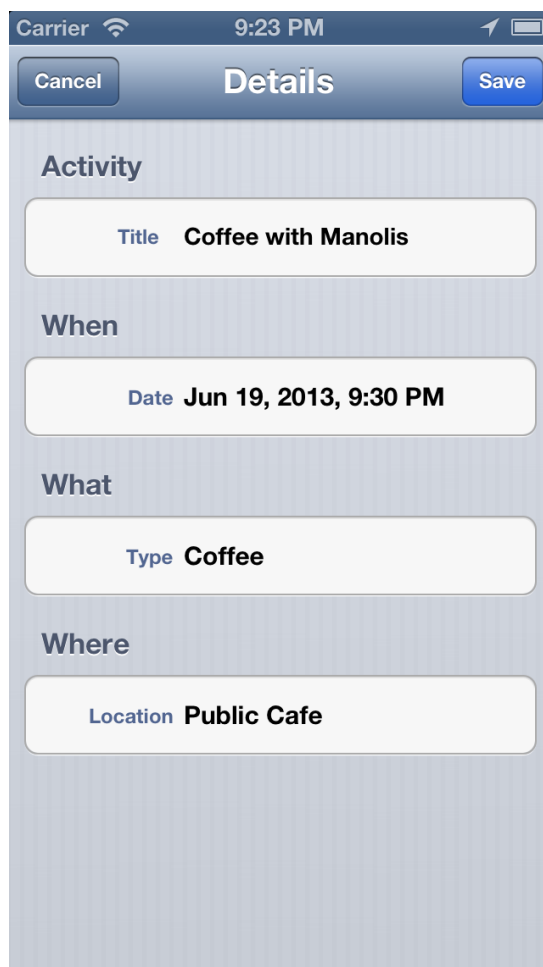 Carrier 9:23 PM
Cancel Details Save
Activity
Title Coffee with Manolis
When
Date Jun 19, 2013, 9:30 PM
What
Type Coffee
Where
Location Public Cafe